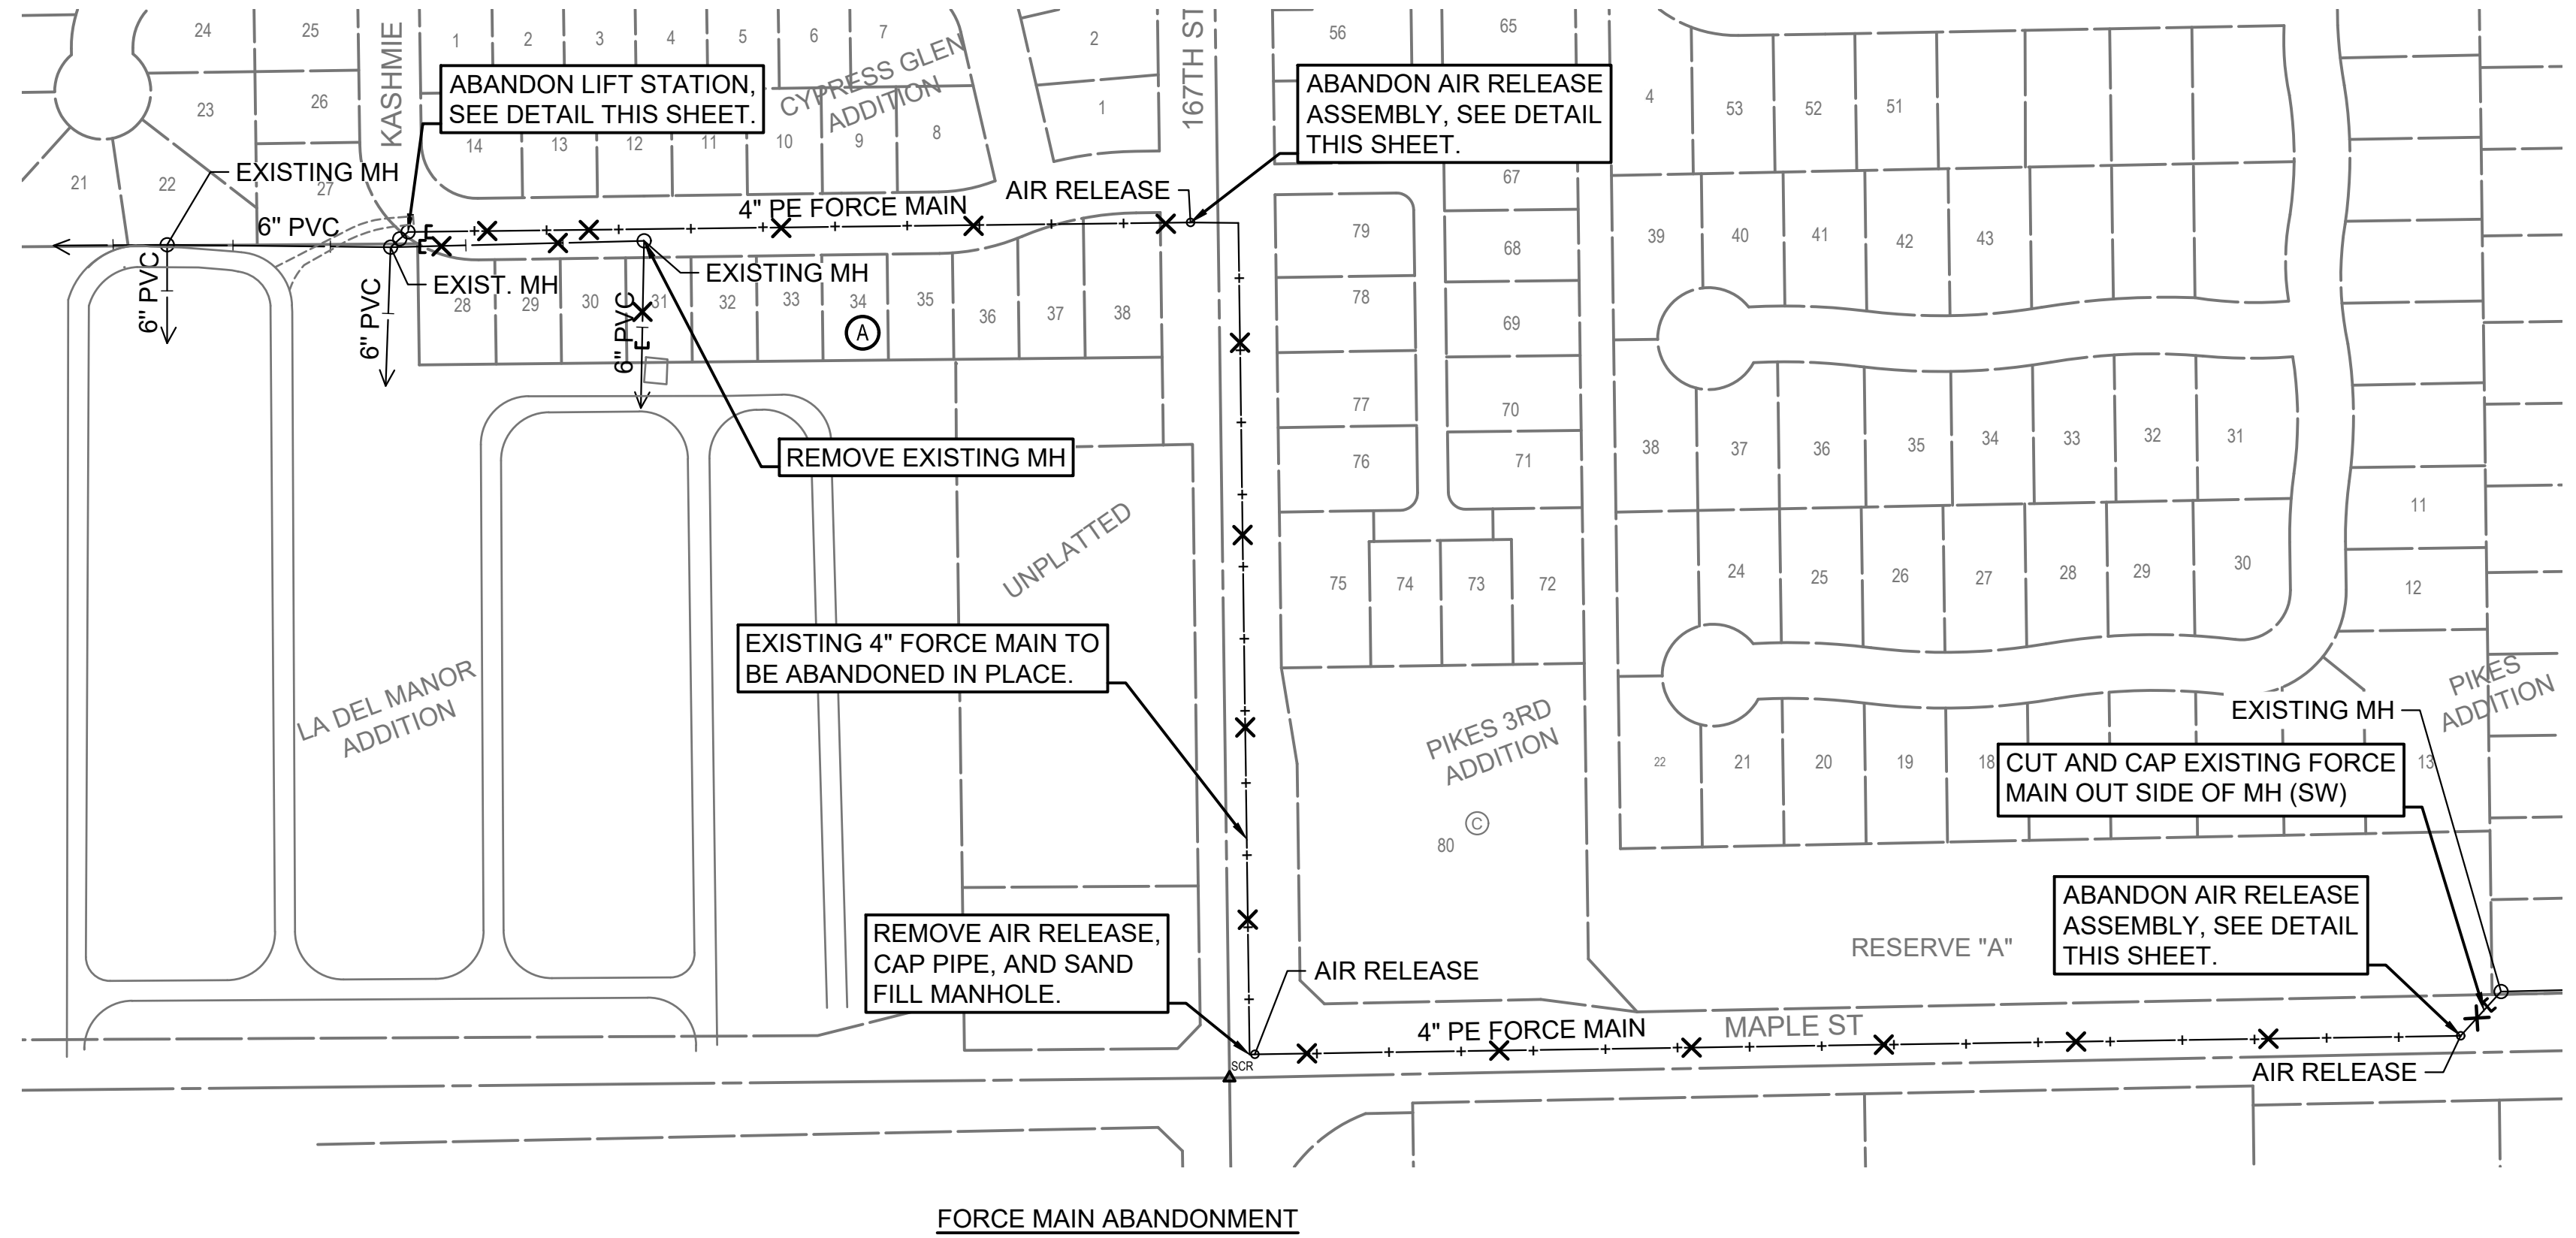 24
25
KASHMIE
1
2
3
4
5
6
7
CYPRESS GLEN
ADDITION
2
1
167TH ST
56
65
ABANDON LIFT STATION,
SEE DETAIL THIS SHEET.
ABANDON AIR RELEASE
ASSEMBLY, SEE DETAIL
THIS SHEET.
4
53
52
51
23
26
14
13
12
11
10
9
8
21
22
27
EXISTING MH
AIR RELEASE
67
6" PVC
4" PE FORCE MAIN
79
68
39
40
41
42
43
6" PVC
6" PVC
EXIST. MH
EXISTING MH
6" PVC
28
29
30
31
32
33
34
35
36
37
38
A
78
69
77
70
76
71
38
37
36
35
34
33
32
31
REMOVE EXISTING MH
UNPLATTED
11
75
74
73
72
24
25
26
27
28
29
30
12
EXISTING 4" FORCE MAIN TO
BE ABANDONED IN PLACE.
LA DEL MANOR
ADDITION
PIKES 3RD
ADDITION
PIKES
ADDITION
EXISTING MH
22
21
20
19
18
13
CUT AND CAP EXISTING FORCE
MAIN OUT SIDE OF MH (SW)
C
80
ABANDON AIR RELEASE
ASSEMBLY, SEE DETAIL
THIS SHEET.
RESERVE "A"
REMOVE AIR RELEASE,
CAP PIPE, AND SAND
FILL MANHOLE.
AIR RELEASE
4" PE FORCE MAIN
MAPLE ST
SCR
AIR RELEASE
FORCE MAIN ABANDONMENT